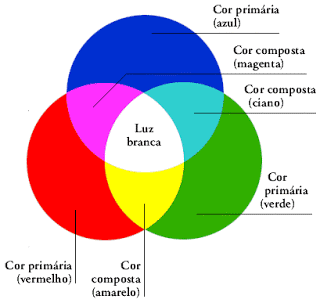 Cor primária
(azul)
Cor composta
(magenta)
Cor composta
(ciano)
Luz
branca
Cor
primária
(verde)
Cor primária
(vermelho)
Cor
composta
(amarelo)